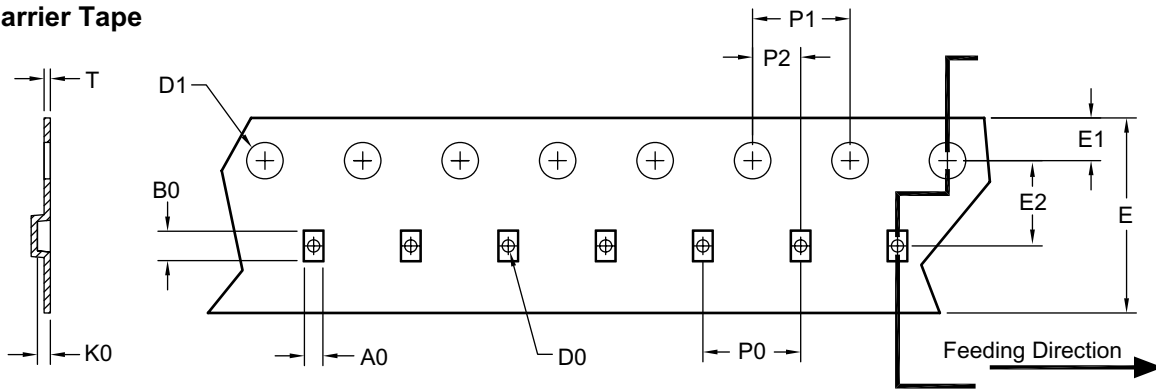 arrier Tape
P1
P2
T
D1
E1
B0
E2
E
K0
A0
D0
P0
Feeding Direction